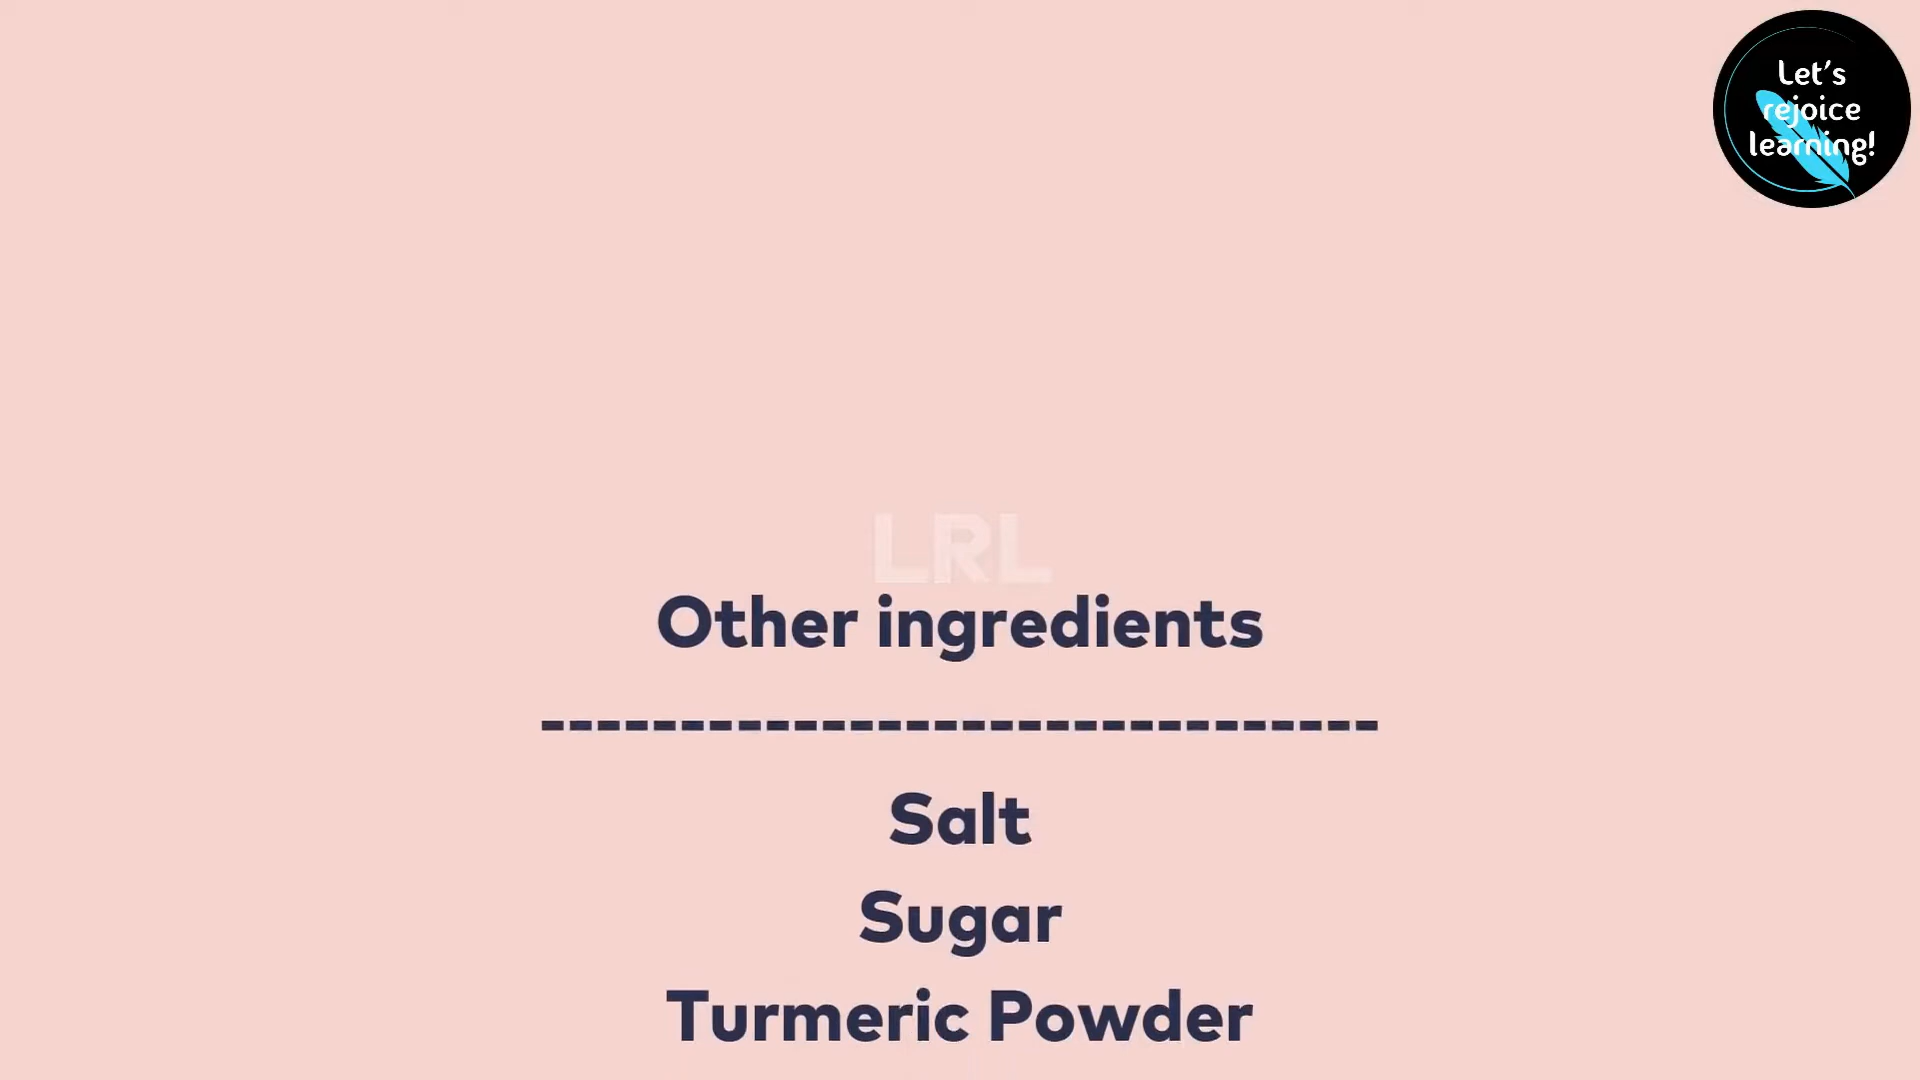 Let's
rejoice
learning!
LRL
Other ingredients
------------------------------
Salt
Sugar
Turmeric Powder